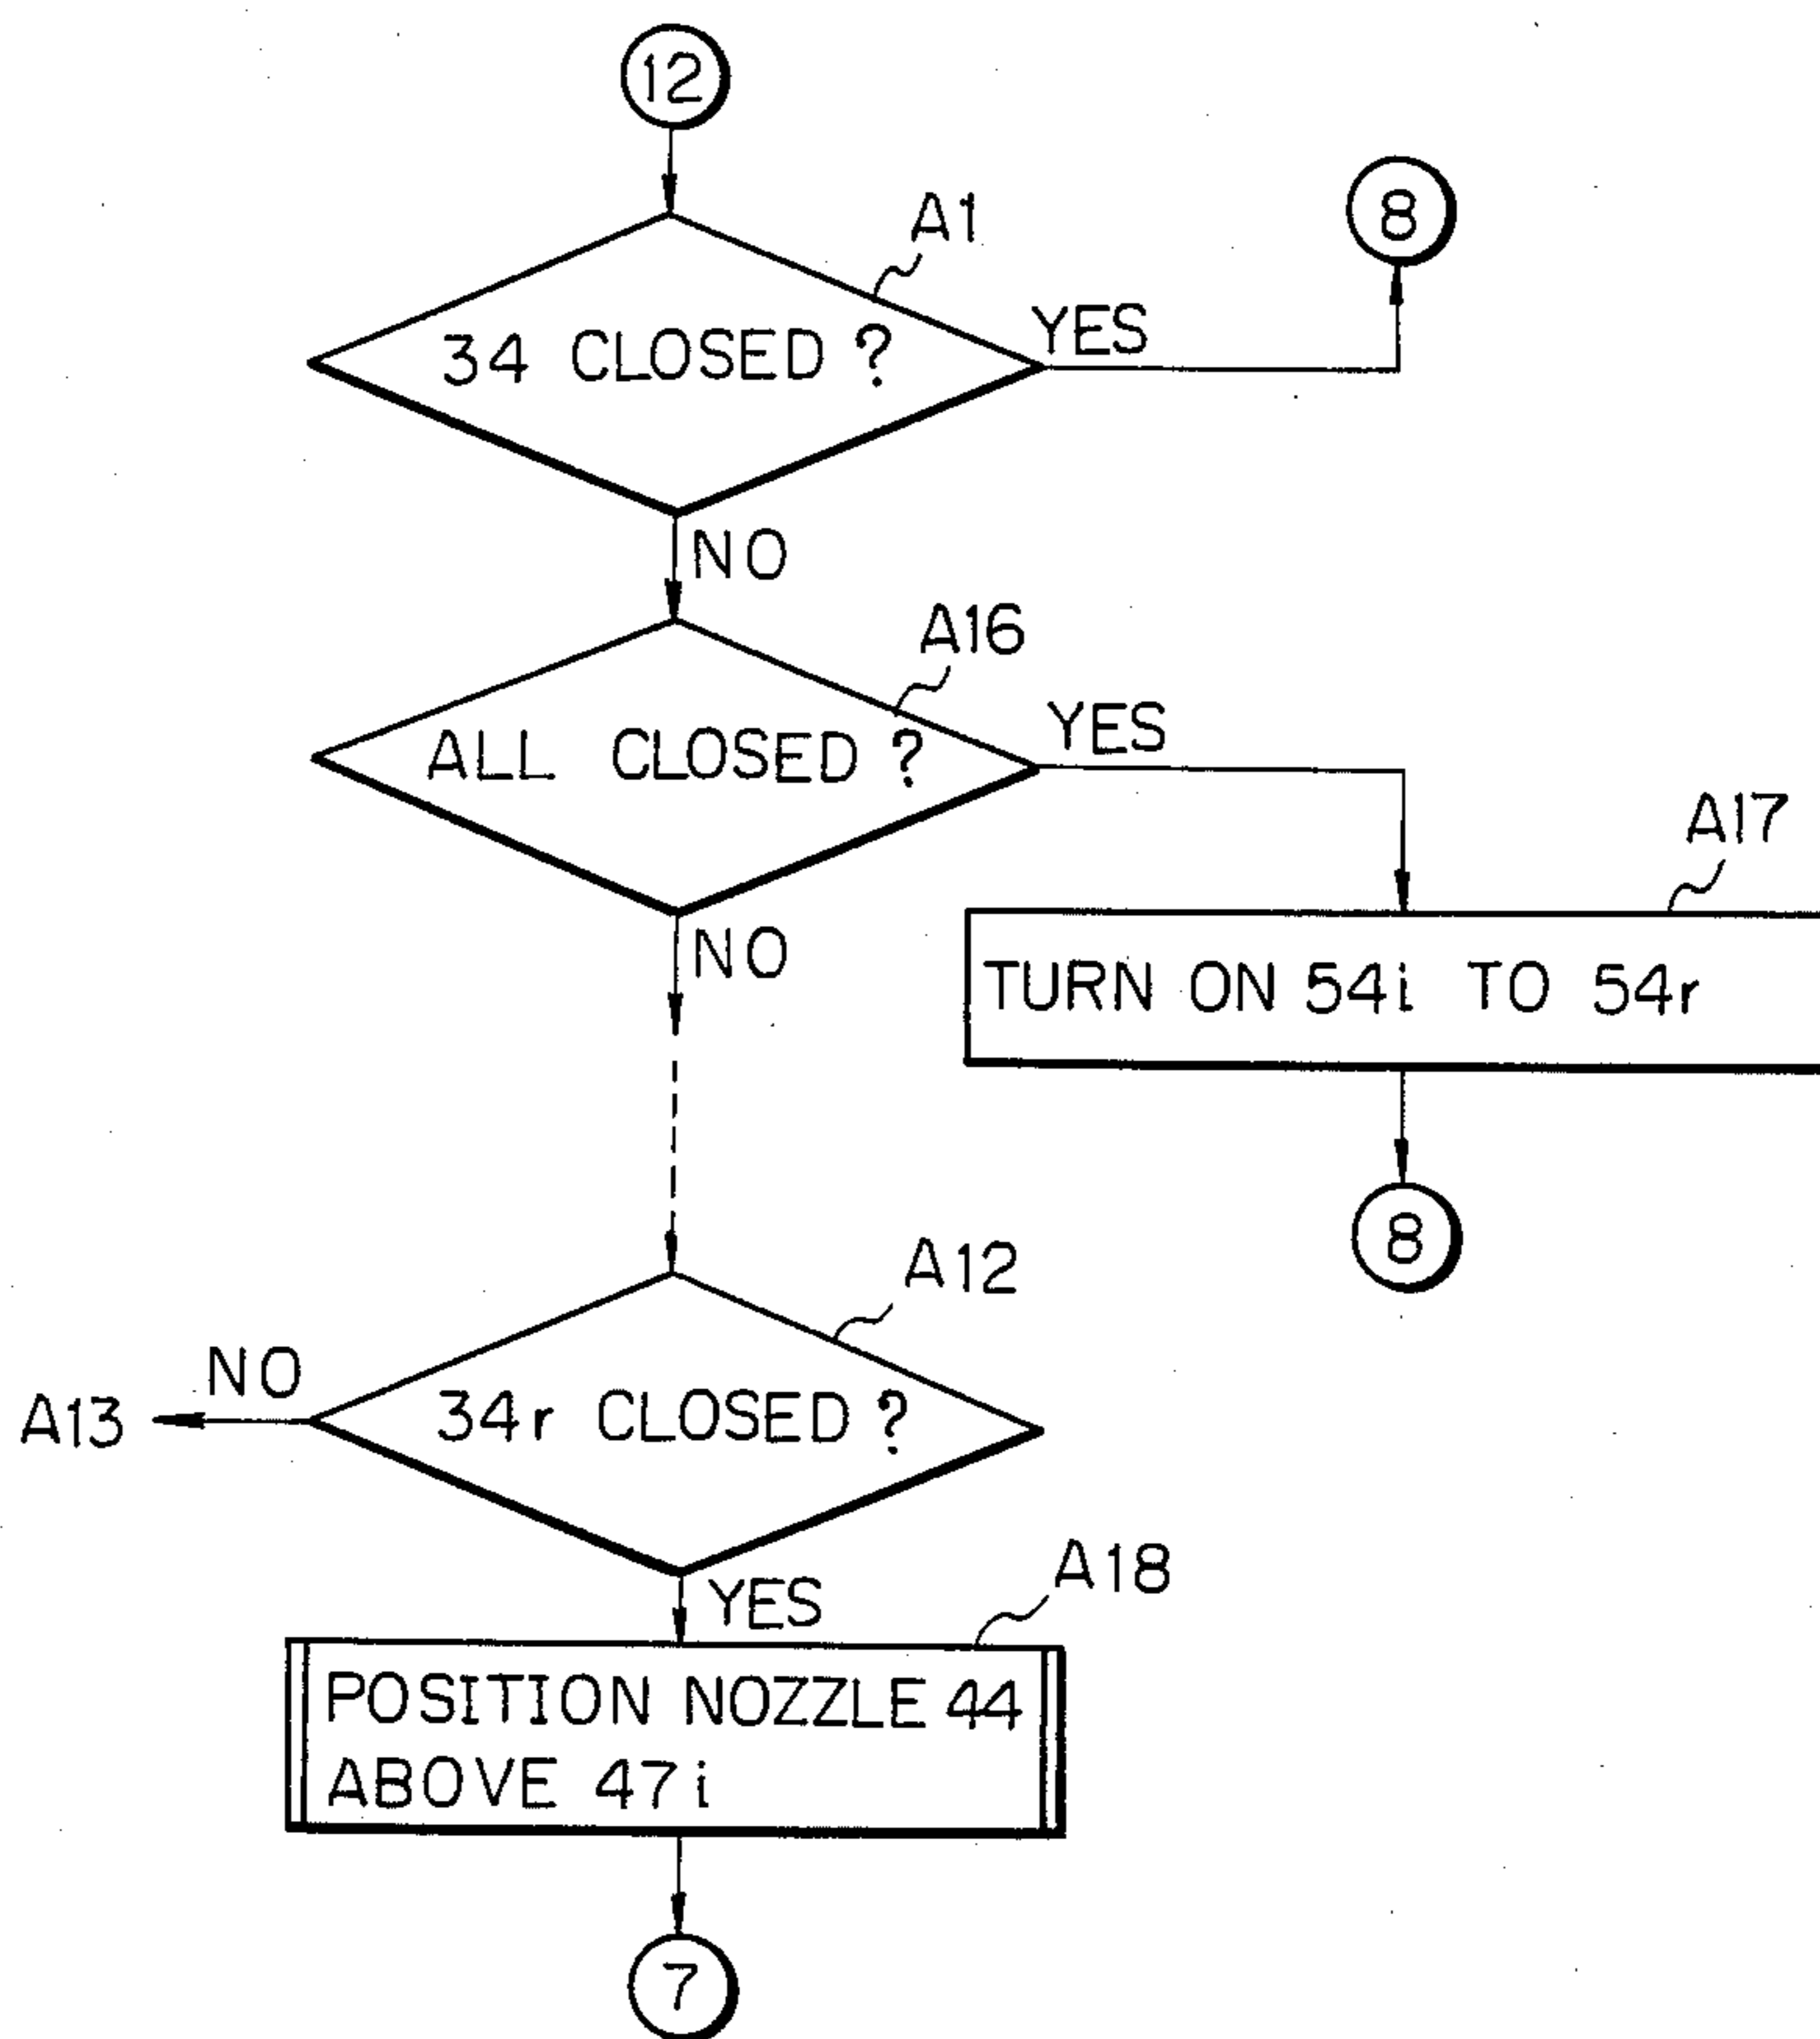 12
A1
8
34 CLOSED ?
YES
NO
A16
ALL CLOSED ?
YES
A17
NO
TURN ON 54i TO 54r
8
A12
NO
A13
34r CLOSED ?
A18
YES
POSITION NOZZLE 44
ABOVE 47i
7